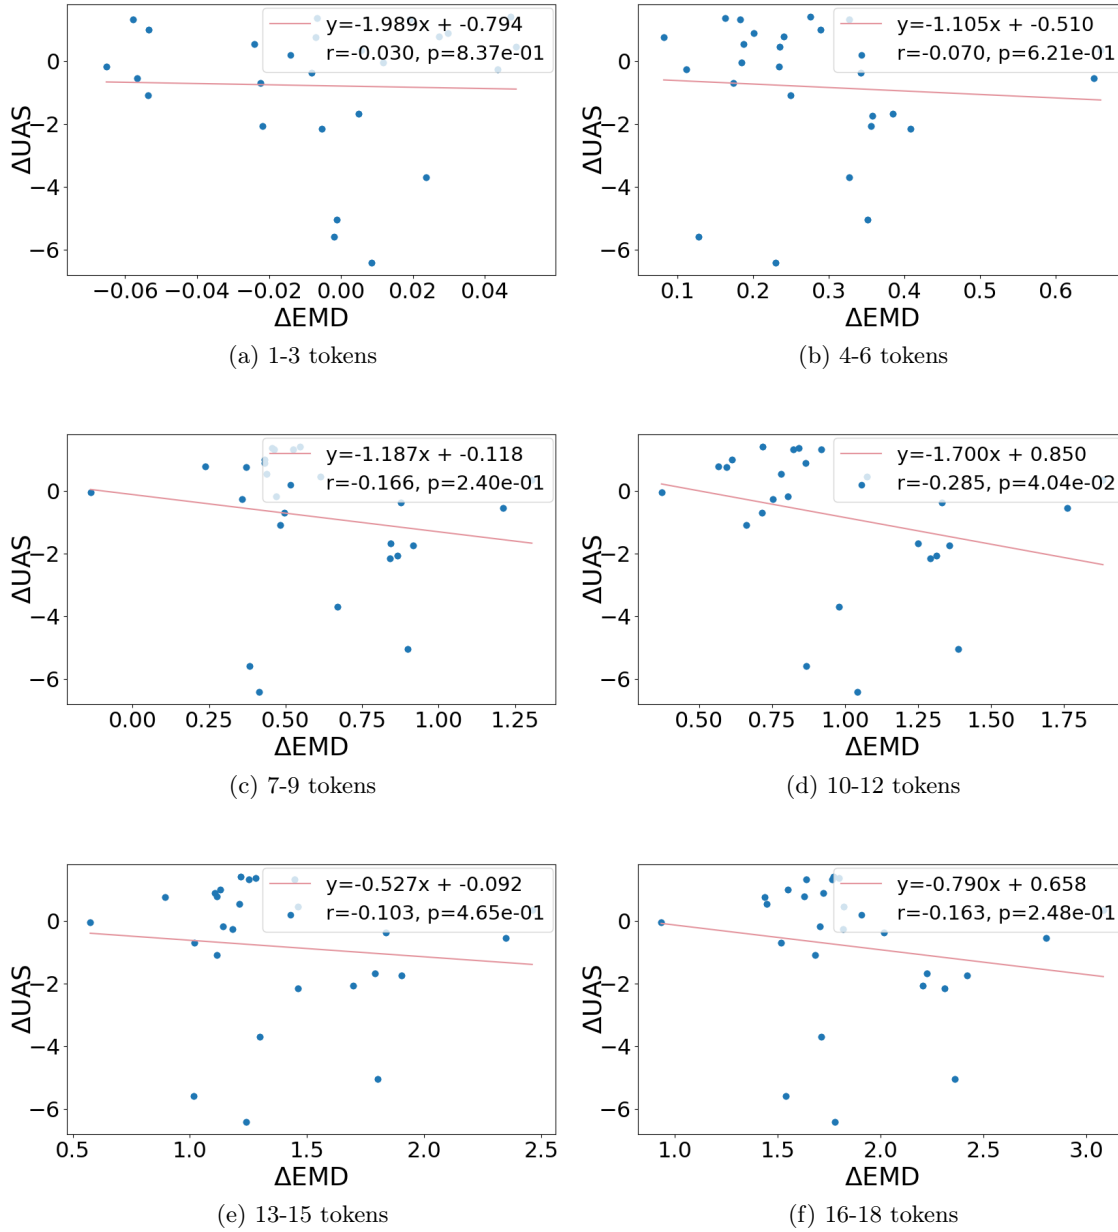 y=-1.989x + -0.794
r=-0.030, p=8.37e-01
ΔUAS
0
−2
−4
−6
−0.06 −0.04 −0.02 0.00 0.02 0.04
ΔEMD
(a) 1-3 tokens
y=-1.105x + -0.510
r=-0.070, p=6.21e-01
ΔUAS
0
−2
−4
−6
0.1 0.2 0.3 0.4 0.5 0.6
ΔEMD
(b) 4-6 tokens
y=-1.187x + -0.118
r=-0.166, p=2.40e-01
ΔUAS
0
−2
−4
−6
0.00 0.25 0.50 0.75 1.00 1.25
ΔEMD
(c) 7-9 tokens
y=-1.700x + 0.850
r=-0.285, p=4.04e-02
ΔUAS
0
−2
−4
−6
0.50 0.75 1.00 1.25 1.50 1.75
ΔEMD
(d) 10-12 tokens
y=-0.527x + -0.092
r=-0.103, p=4.65e-01
ΔUAS
0
−2
−4
−6
0.5 1.0 1.5 2.0 2.5
ΔEMD
(e) 13-15 tokens
y=-0.790x + 0.658
r=-0.163, p=2.48e-01
ΔUAS
0
−2
−4
−6
1.0 1.5 2.0 2.5 3.0
ΔEMD
(f) 16-18 tokens